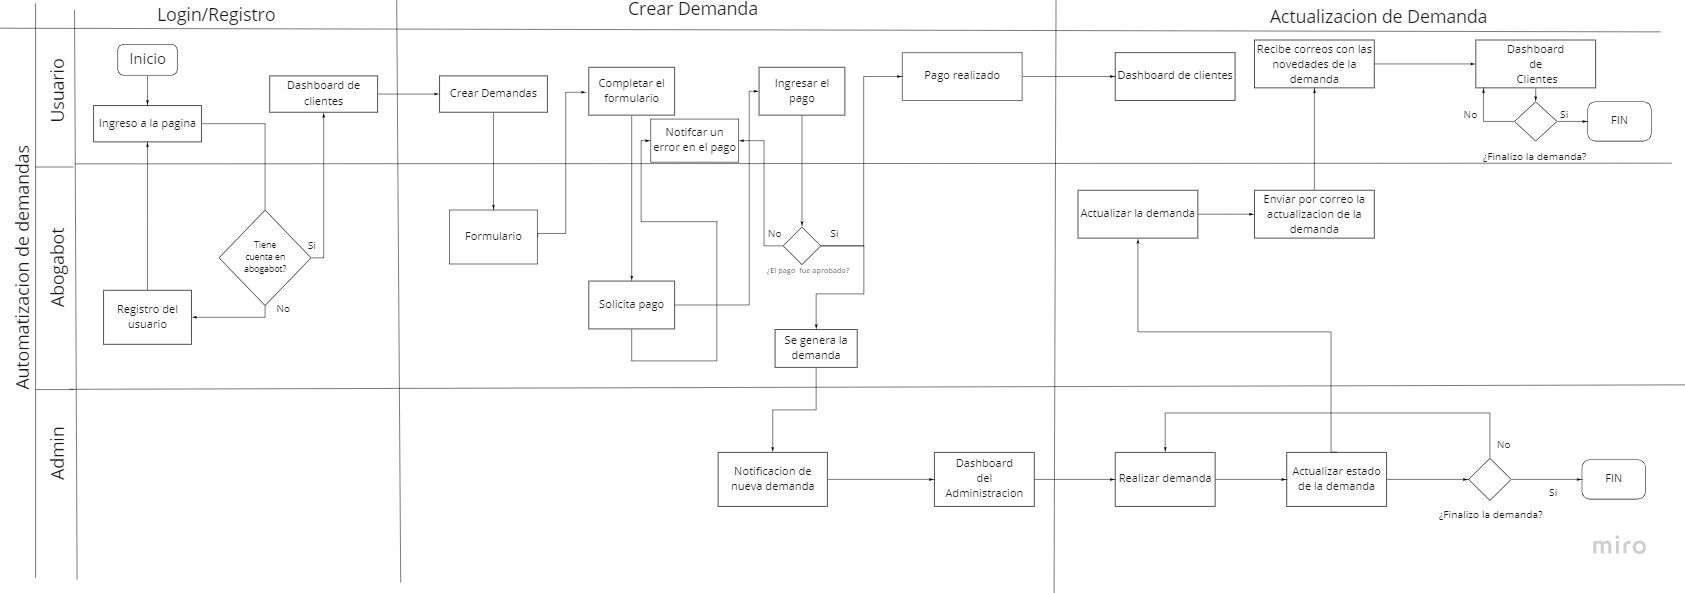 Login/Registro
Crear Demanda
Actualizacion de Demanda
Automatizacion de demandas
Usuario
Abogabot
Admin
Inicio
Ingreso a la pagina
Dashboard de
clientes
Tiene
cuenta en
abogabot?
Si
No
Registro del
usuario
Crear Demandas
Formulario
Completar el
formulario
Notifcar un
error en el pago
Solicita pago
Ingresar el
pago
No
Si
¿El pago fue aprobado?
Se genera la
demanda
Pago realizado
Dashboard de clientes
Notificacion de
nueva demanda
Dashboard
del
Administracion
Recibe correos con las
novedades de la
demanda
Dashboard
de
Clientes
No
Si
FIN
¿Finalizo la demanda?
Actualizar la demanda
Enviar por correo la
actualizacion de la
demanda
Realizar demanda
Actualizar estado
de la demanda
No
Si
FIN
¿Finalizo la demanda?
miro